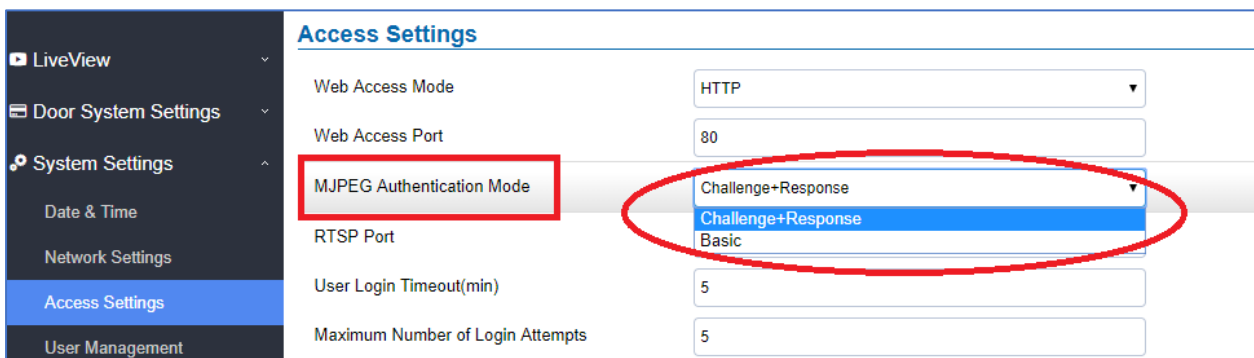 Access Settings
LiveView
Door System Settings
System Settings
Date & Time
Network Settings
Access Settings
User Management
Web Access Mode
HTTP
Web Access Port
80
MJPEG Authentication Mode
Challenge+Response
Challenge+Response
Basic
RTSP Port
User Login Timeout(min)
5
Maximum Number of Login Attempts
5